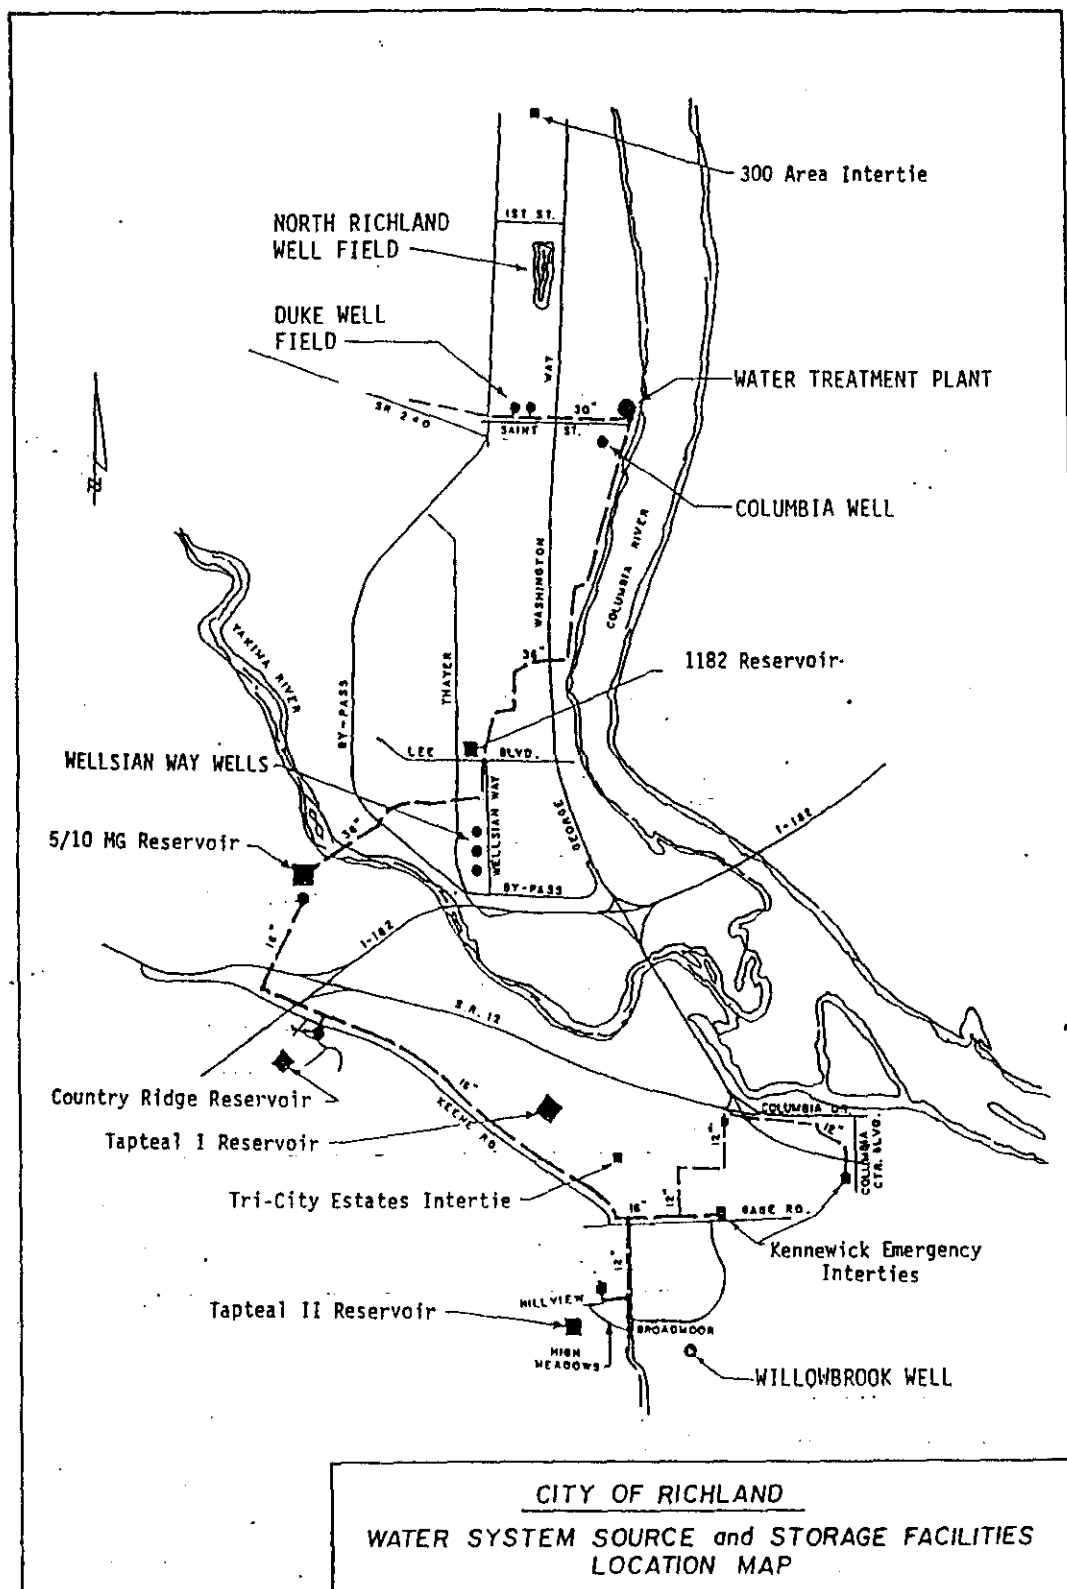 300 Area Intertie
1ST ST.
NORTH RICHLAND
WELL FIELD
DUKE WELL
FIELD
WAY
WATER TREATMENT PLANT
SR 240
30"
SAINT ST.
COLUMBIA WELL
COLUMBIA RIVER
WASHINGTON
YAKIMA RIVER
36"
1182 Reservoir
THAYER
BY-PASS
LEE BLVD.
WELLSIAN WAY WELLS
WELLSIAN WAY
GEORGE
I-182
36"
5/10 MG Reservoir
BY-PASS
I-182
16"
S.R. 12
Country Ridge Reservoir
16"
KEENE RD.
Tapteal I Reservoir
COLUMBIA DR.
12"
12"
COLUMBIA
CTR. BLVD.
Tri-City Estates Intertie
12"
16"
GAGE RD.
Kennewick Emergency
Interties
12"
Tapteal II Reservoir
HILLVIEW
BROADMOOR
HIGH
MEADOWS
WILLOWBROOK WELL
CITY OF RICHLAND
WATER SYSTEM SOURCE and STORAGE FACILITIES
LOCATION MAP